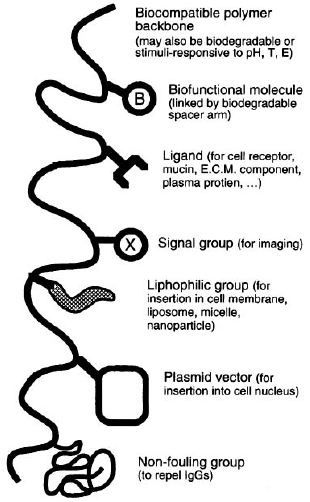 Biocompatible polymer
backbone
(may also be biodegradable or
stimuli-responsive to pH, T, E)
B
Biofunctional molecule
(linked by biodegradable
spacer arm)
Ligand (for cell receptor,
mucin, E.C.M. component,
plasma protien, ...)
X
Signal group (for imaging)
Liphophilic group (for
insertion in cell membrane,
liposome, micelle,
nanoparticle)
Plasmid vector (for
insertion into cell nucleus)
Non-fouling group
(to repel IgGs)